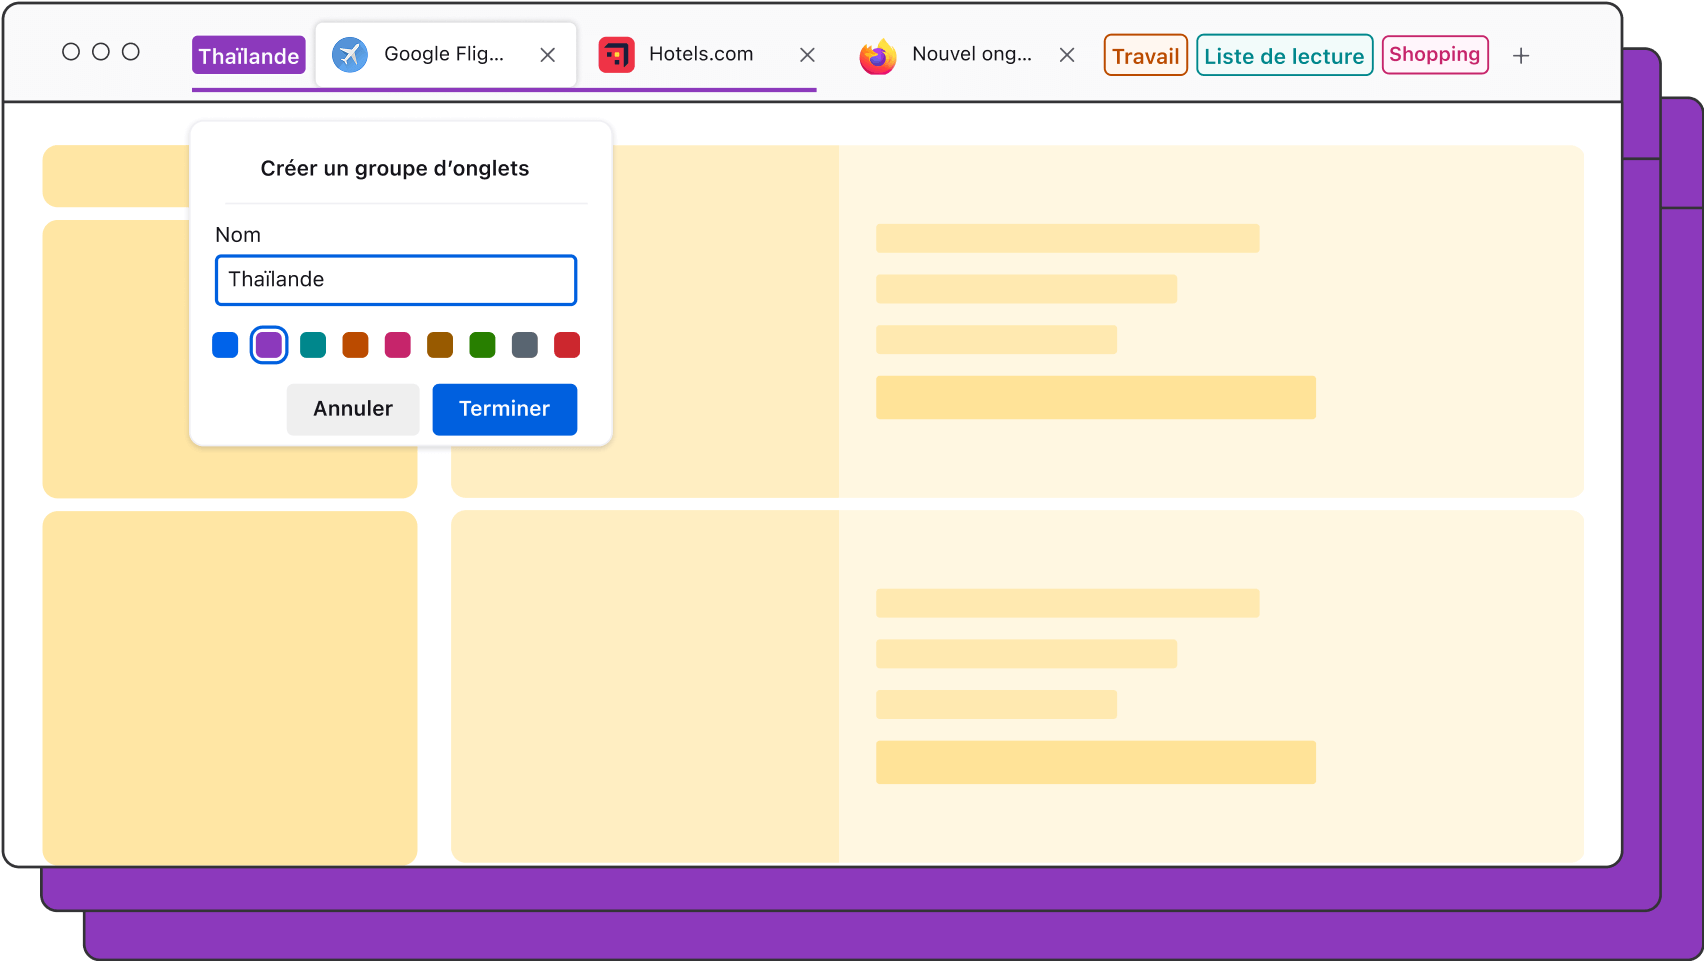 Thaïlande
Google Flig...
Hotels.com
Nouvel ong...
Travail
Liste de lecture
Shopping
Créer un groupe d’onglets
Nom
Thaïlande
Annuler
Terminer